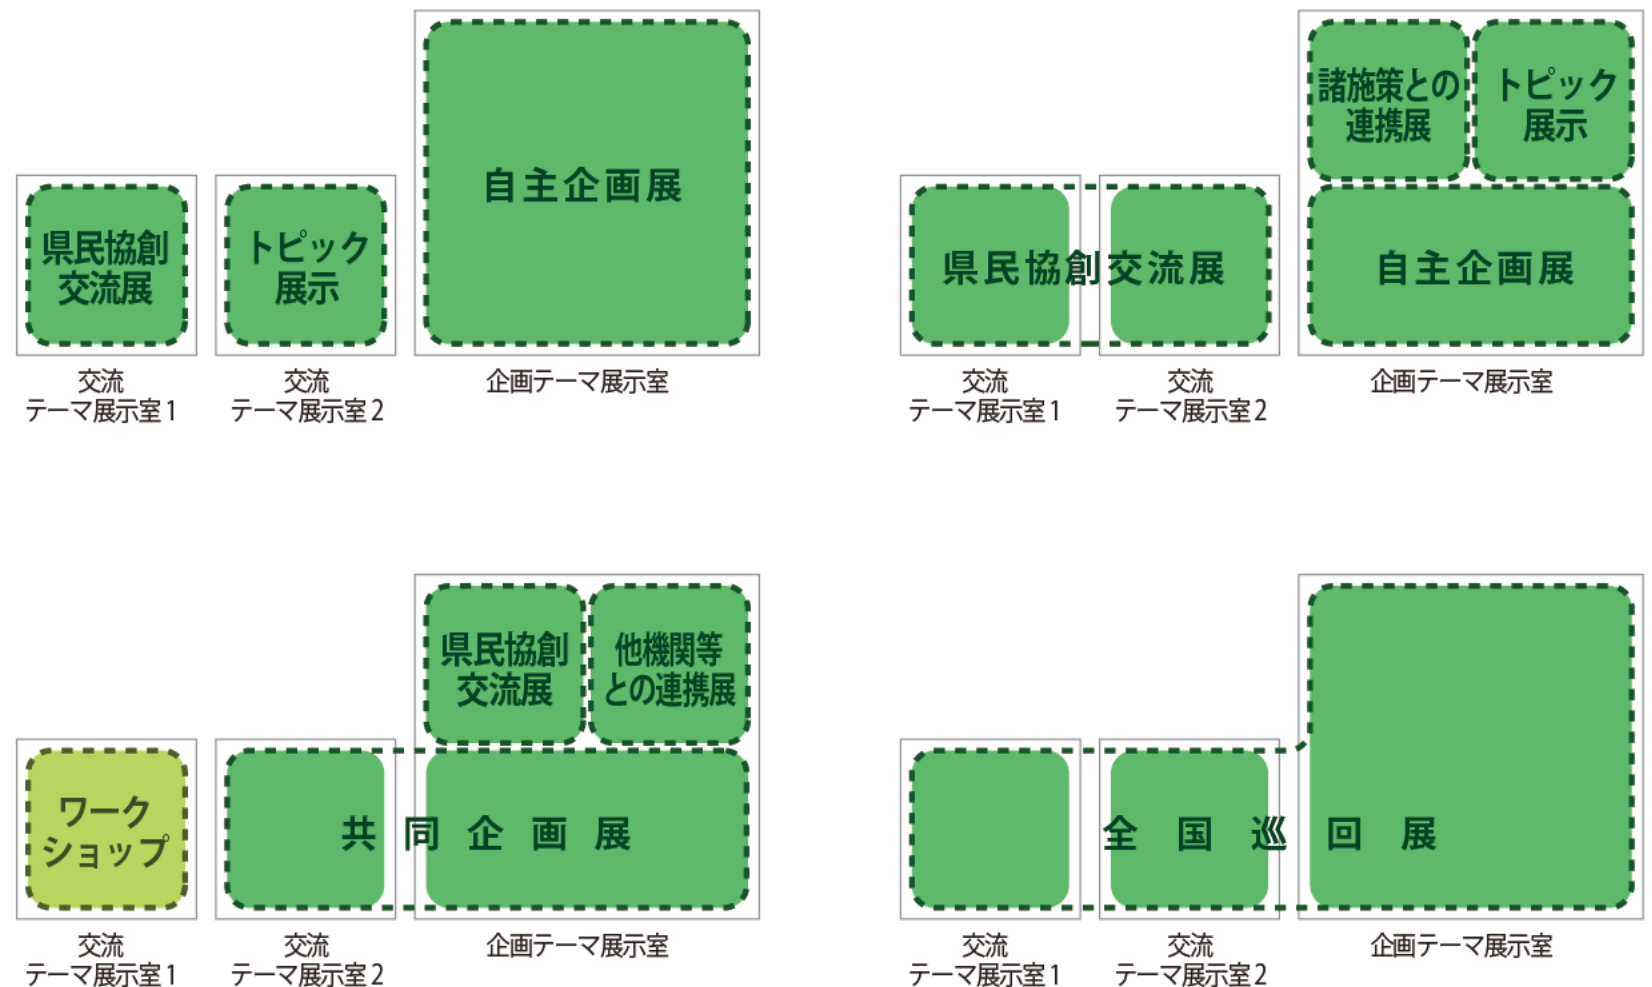 県民協創
交流展
トピック
展示
自主企画展
交流
テーマ展示室1
交流
テーマ展示室2
企画テーマ展示室
県民協創交流展
諸施策との
連携展
トピック
展示
自主企画展
交流
テーマ展示室1
交流
テーマ展示室2
企画テーマ展示室
ワーク
ショップ
県民協創
交流展
他機関等
との連携展
共同企画展
交流
テーマ展示室1
交流
テーマ展示室2
企画テーマ展示室
全国巡回展
交流
テーマ展示室1
交流
テーマ展示室2
企画テーマ展示室